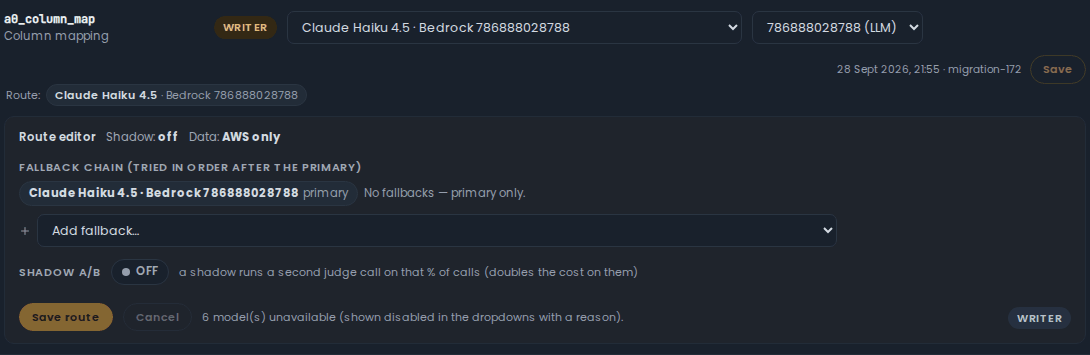 a0_column_map
Column mapping
WRITER
Claude Haiku 4.5 · Bedrock 786888028788
786888028788 (LLM)
28 Sept 2026, 21:55 · migration-172
Save
Route: Claude Haiku 4.5 · Bedrock 786888028788
Route editor Shadow: off Data: AWS only
FALLBACK CHAIN (TRIED IN ORDER AFTER THE PRIMARY)
Claude Haiku 4.5 · Bedrock 786888028788 primary No fallbacks — primary only.
+ Add fallback…
SHADOW A/B OFF a shadow runs a second judge call on that % of calls (doubles the cost on them)
Save route Cancel 6 model(s) unavailable (shown disabled in the dropdowns with a reason). WRITER